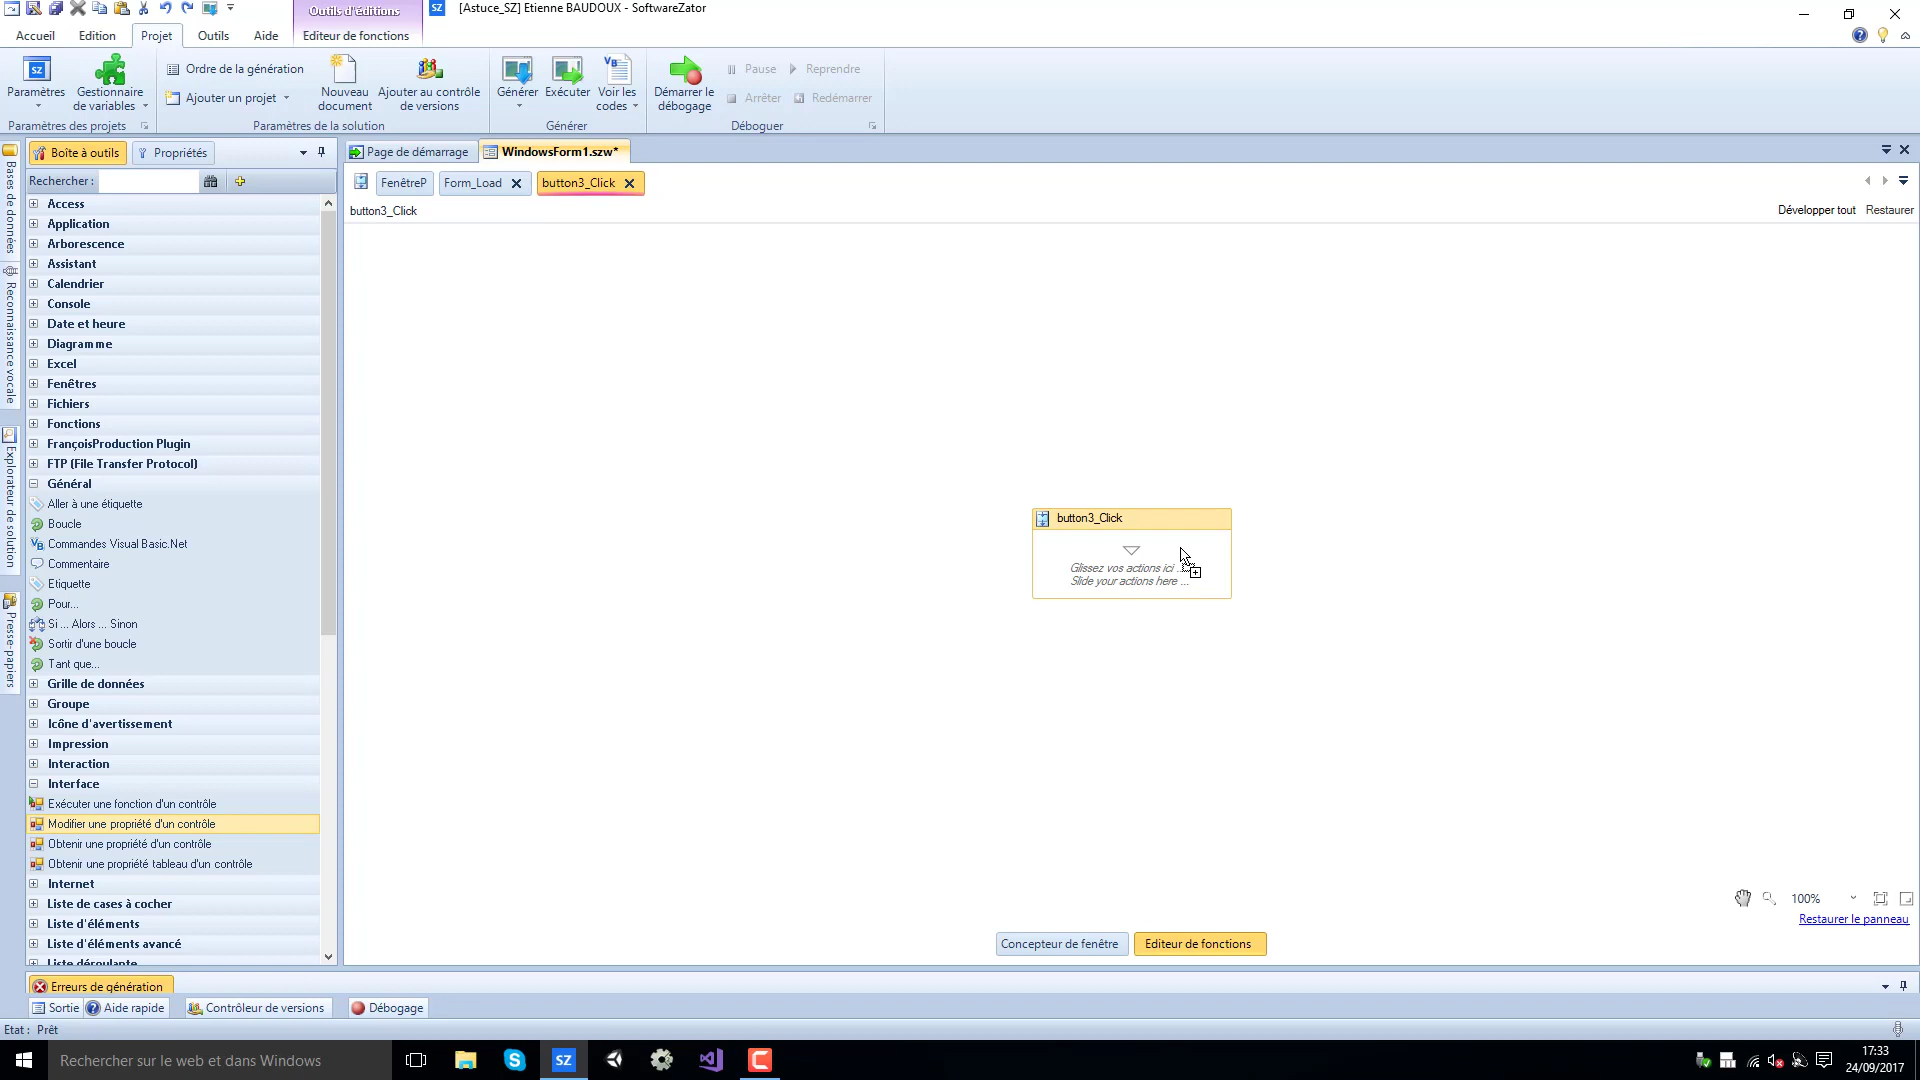 Outils d'éditions
[Astuce_SZ] Etienne BAUDOUX - SoftwareZator
Accueil
Edition
Projet
Outils
Aide
Editeur de fonctions
Paramètres
Gestionnaire de variables
Ordre de la génération
Ajouter un projet
Nouveau document
Ajouter au contrôle de versions
Générer
Exécuter
Voir les codes
Démarrer le débogage
Pause
Reprendre
Arrêter
Redémarrer
Paramètres des projets
Paramètres de la solution
Générer
Déboguer
Bases de données
Reconnaissance vocale
Explorateur de solution
Presse-papiers
Boîte à outils
Propriétés
Rechercher :
Access
Application
Arborescence
Assistant
Calendrier
Console
Date et heure
Diagramme
Excel
Fenêtres
Fichiers
Fonctions
FrançoisProduction Plugin
FTP (File Transfer Protocol)
Général
Aller à une étiquette
Boucle
Commandes Visual Basic.Net
Commentaire
Etiquette
Pour...
Si ... Alors ... Sinon
Sortir d'une boucle
Tant que...
Grille de données
Groupe
Icône d'avertissement
Impression
Interaction
Interface
Exécuter une fonction d'un contrôle
Modifier une propriété d'un contrôle
Obtenir une propriété d'un contrôle
Obtenir une propriété tableau d'un contrôle
Internet
Liste de cases à cocher
Liste d'éléments
Liste d'éléments avancé
Liste déroulante
Page de démarrage
WindowsForm1.szw*
FenêtreP
Form_Load
button3_Click
button3_Click
Développer tout
Restaurer
button3_Click
Glissez vos actions ici ...
Slide your actions here ...
100%
Restaurer le panneau
Concepteur de fenêtre
Editeur de fonctions
Erreurs de génération
Sortie
Aide rapide
Contrôleur de versions
Débogage
Etat : Prêt
Rechercher sur le web et dans Windows
SZ
17:33
24/09/2017